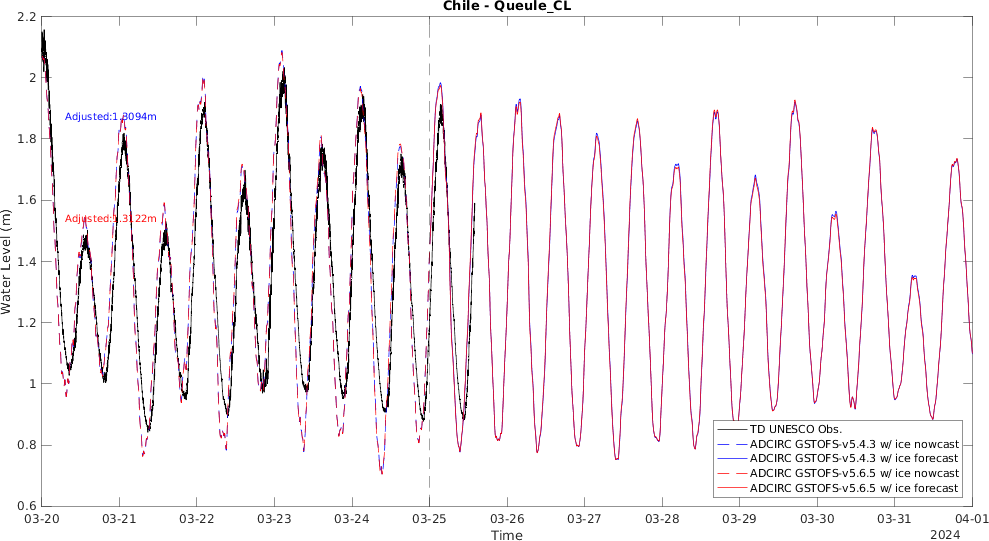 Chile - Queule_CL
2.2
2
1.8
1.6
1.4
1.2
1
0.8
0.6
Water Level (m)
Adjusted:1.3094m
Adjusted:1.3122m
TD UNESCO Obs.
ADCIRC GSTOFS-v5.4.3 w/ ice nowcast
ADCIRC GSTOFS-v5.4.3 w/ ice forecast
ADCIRC GSTOFS-v5.6.5 w/ ice nowcast
ADCIRC GSTOFS-v5.6.5 w/ ice forecast
03-20 03-21 03-22 03-23 03-24 03-25 03-26 03-27 03-28 03-29 03-30 03-31 04-01
Time
2024